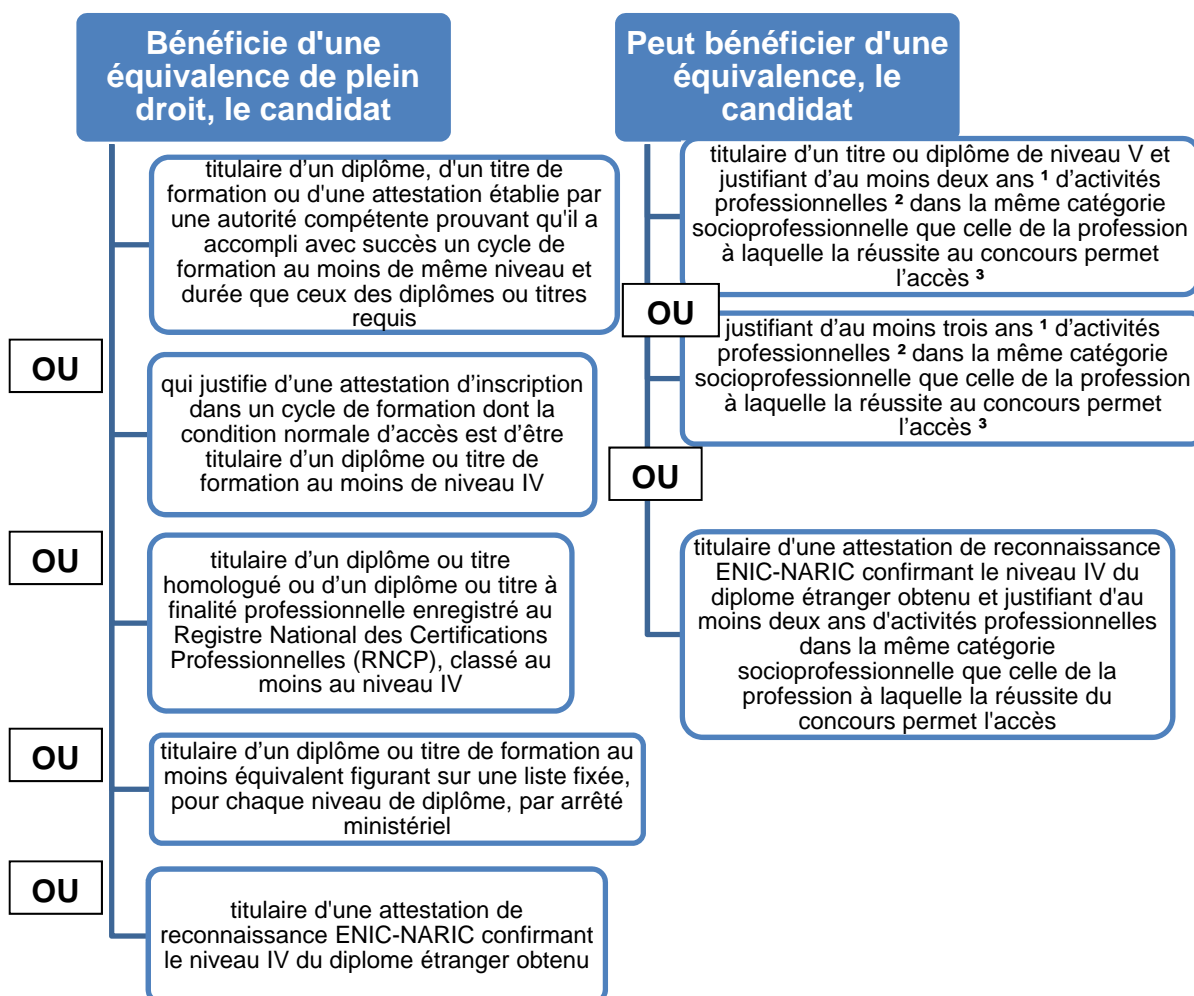 Bénéficie d'une
équivalence de plein
droit, le candidat
titulaire d’un diplôme, d'un titre de
formation ou d'une attestation établie par
une autorité compétente prouvant qu'il a
accompli avec succès un cycle de
formation au moins de même niveau et
durée que ceux des diplômes ou titres
requis
OU
qui justifie d’une attestation d’inscription
dans un cycle de formation dont la
condition normale d’accès est d’être
titulaire d’un diplôme ou titre de
formation au moins de niveau IV
OU
titulaire d’un diplôme ou titre
homologué ou d’un diplôme ou titre à
finalité professionnelle enregistré au
Registre National des Certifications
Professionnelles (RNCP), classé au
moins au niveau IV
OU
titulaire d’un diplôme ou titre de formation au
moins équivalent figurant sur une liste fixée,
pour chaque niveau de diplôme, par arrêté
ministériel
OU
titulaire d'une attestation de
reconnaissance ENIC-NARIC confirmant
le niveau IV du diplome étranger obtenu
Peut bénéficier d'une
équivalence, le
candidat
titulaire d’un titre ou diplôme de niveau V et
justifiant d’au moins deux ans ¹ d’activités
professionnelles ² dans la même catégorie
socioprofessionnelle que celle de la profession
à laquelle la réussite au concours permet
l’accès ³
OU
justifiant d’au moins trois ans ¹ d’activités
professionnelles ² dans la même catégorie
socioprofessionnelle que celle de la profession
à laquelle la réussite au concours permet
l’accès ³
OU
titulaire d'une attestation de reconnaissance
ENIC-NARIC confirmant le niveau IV du
diplome étranger obtenu et justifiant d'au
moins deux ans d'activités professionnelles
dans la même catégorie
socioprofessionnelle que celle de la
profession à laquelle la réussite du
concours permet l'accès